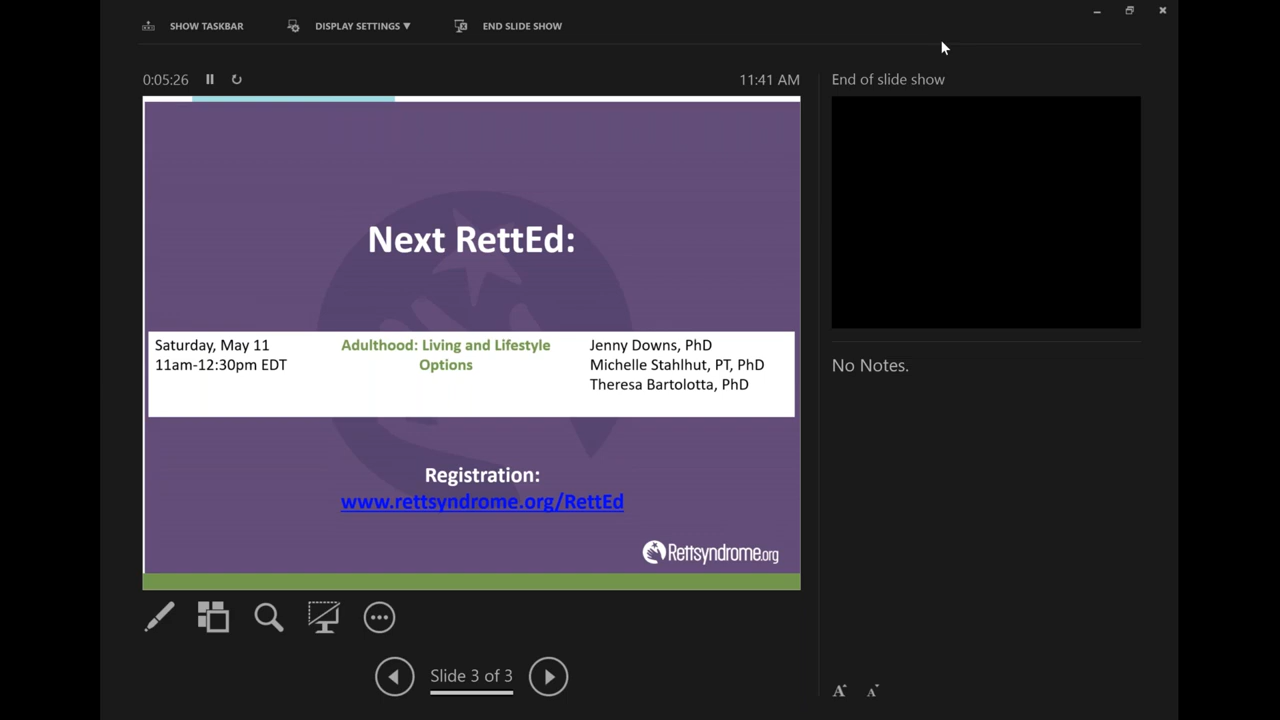 SHOW TASKBAR
DISPLAY SETTINGS ▼
END SLIDE SHOW
0:05:26
11:41 AM
End of slide show
Next RettEd:
Saturday, May 11
11am-12:30pm EDT
Adulthood: Living and Lifestyle
Options
Jenny Downs, PhD
Michelle Stahlhut, PT, PhD
Theresa Bartolotta, PhD
Registration:
www.rettsyndrome.org/RettEd
Rettsyndrome.org
No Notes.
Slide 3 of 3
A
A